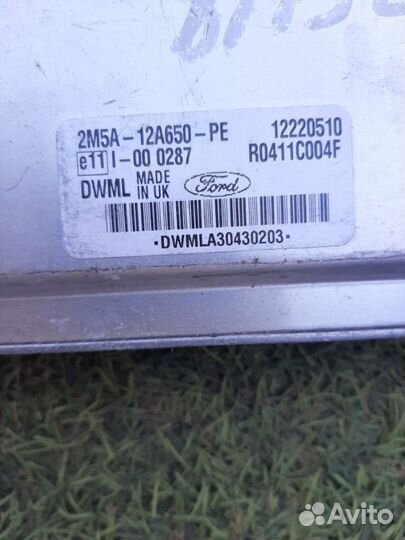 2M5A-12A650-PE 12220510
e11 I-00 0287 R0411C004F
DWML MADE IN UK Ford
·DWMLA30430203·
Avito